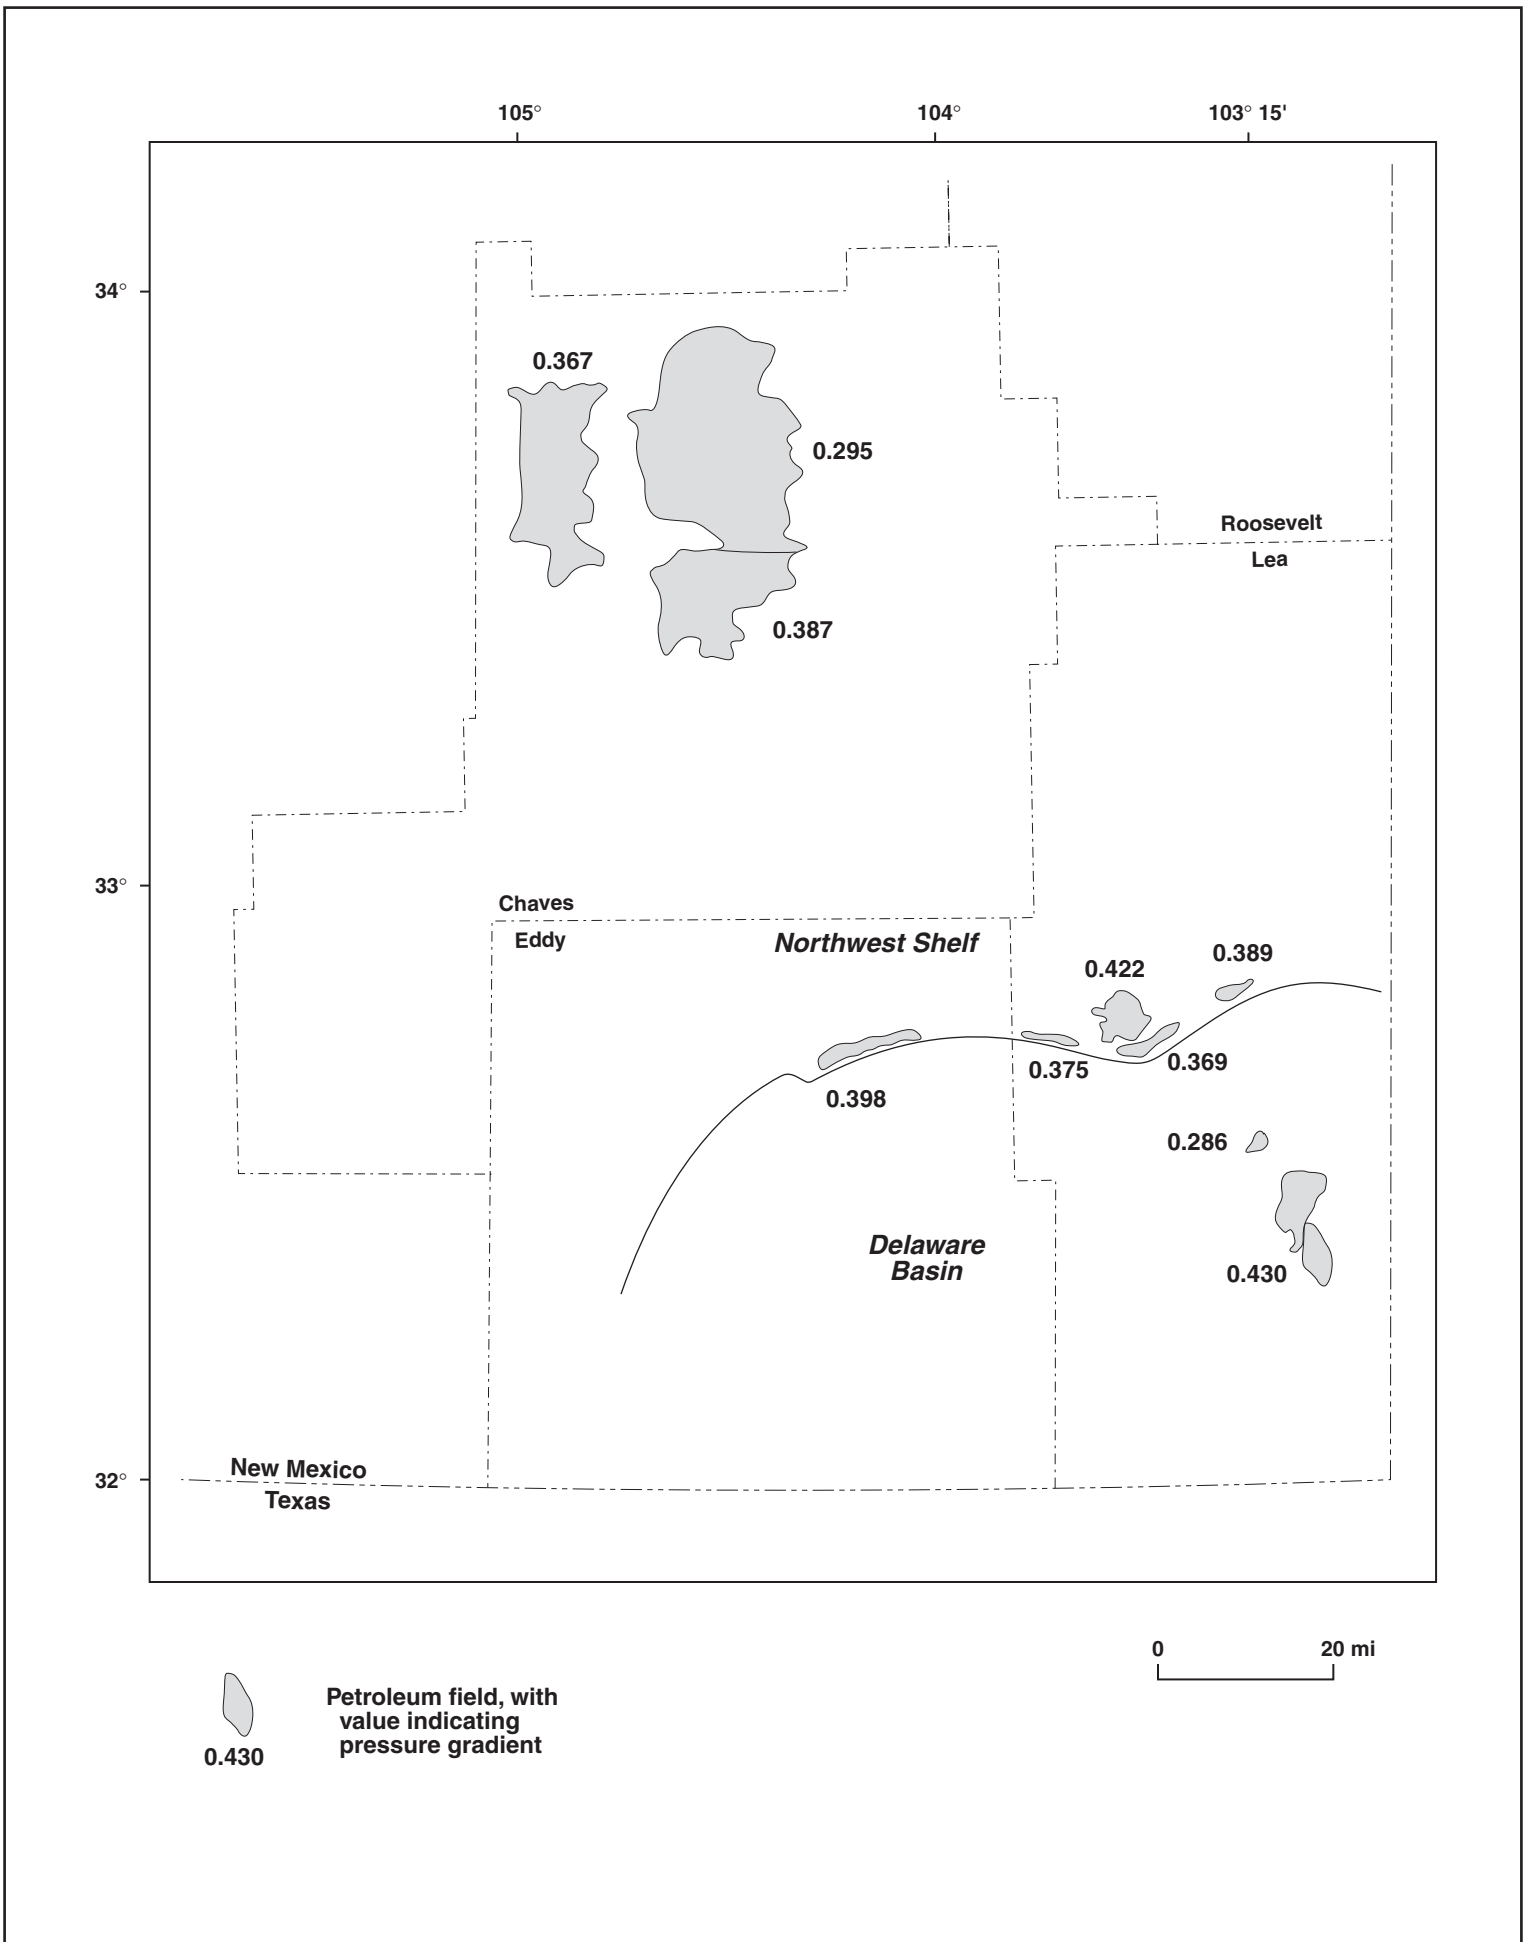 105°
104°
103° 15'
34°
0.367
0.295
Roosevelt
Lea
0.387
33°
Chaves
Eddy
Northwest Shelf
0.422
0.389
0.375
0.369
0.398
0.286
Delaware
Basin
0.430
32°
New Mexico
Texas
0
20 mi
Petroleum field, with
value indicating
pressure gradient
0.430